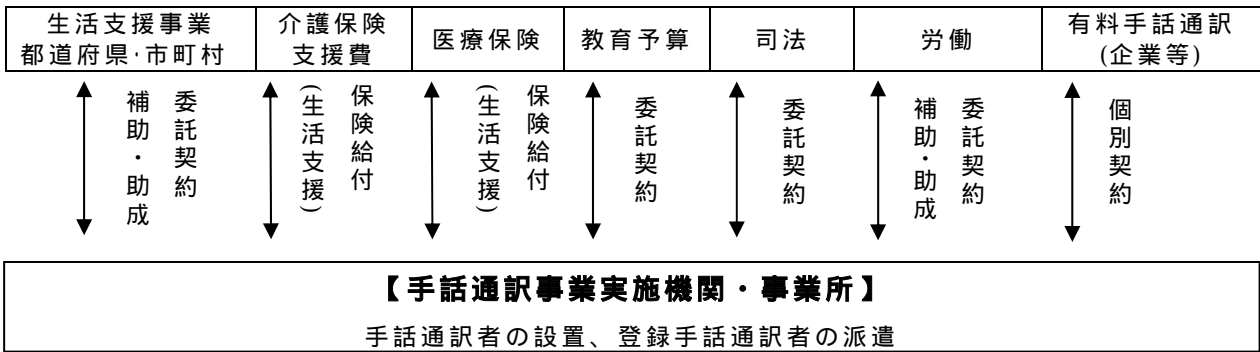 生活支援事業
都道府県･市町村
介護保険
支援費
医療保険
教育予算
司法
労働
有料手話通訳
(企業等)
委託契約
補助・助成
保険給付
(生活支援)
保険給付
(生活支援)
委託契約
委託契約
委託契約
補助・助成
個別契約
【手話通訳事業実施機関・事業所】
手話通訳者の設置、登録手話通訳者の派遣